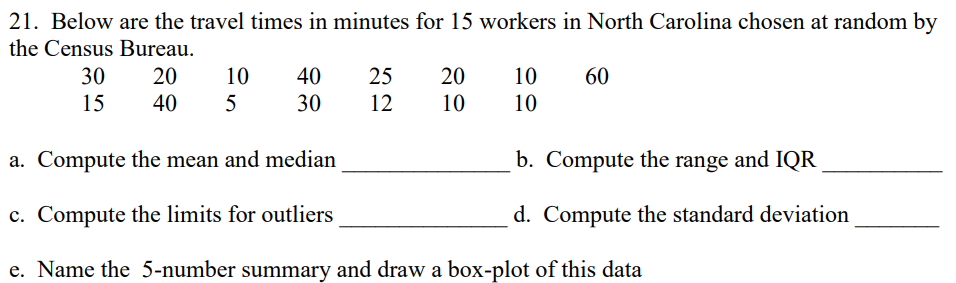 21. Below are the travel times in minutes for 15 workers in North Carolina chosen at random by
the Census Bureau.
30 20 10 40 25 20 10 60
15 40 5 30 12 10 10
a. Compute the mean and median ______________ b. Compute the range and IQR __________
c. Compute the limits for outliers ______________ d. Compute the standard deviation _______
e. Name the 5-number summary and draw a box-plot of this data